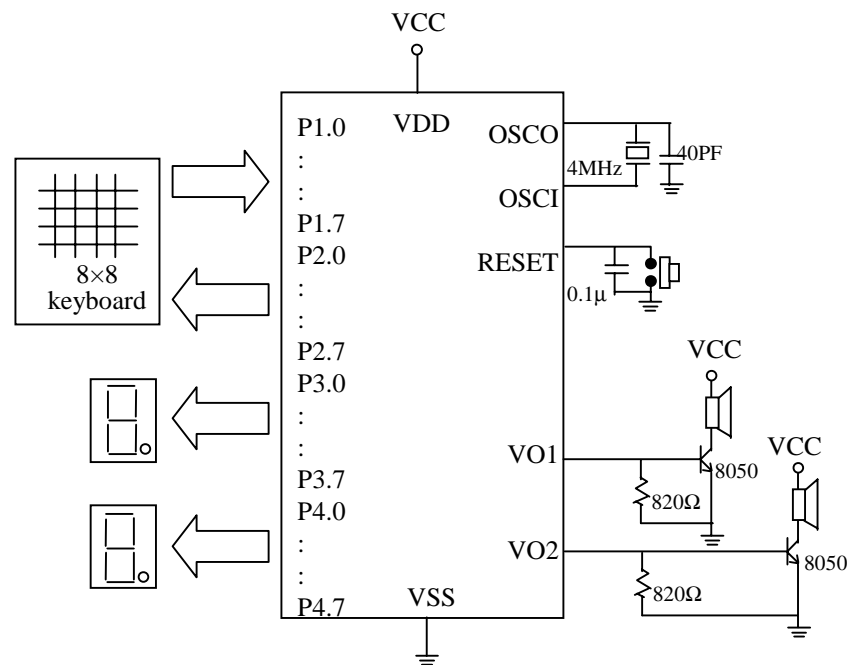 VCC
P1.0
:
:
P1.7
P2.0
:
:
P2.7
P3.0
:
:
P3.7
P4.0
:
:
P4.7
VDD
VSS
OSCO
OSCI
RESET
VO1
VO2
8×8
keyboard
4MHz
40PF
0.1μ
VCC
8050
820Ω
VCC
8050
820Ω